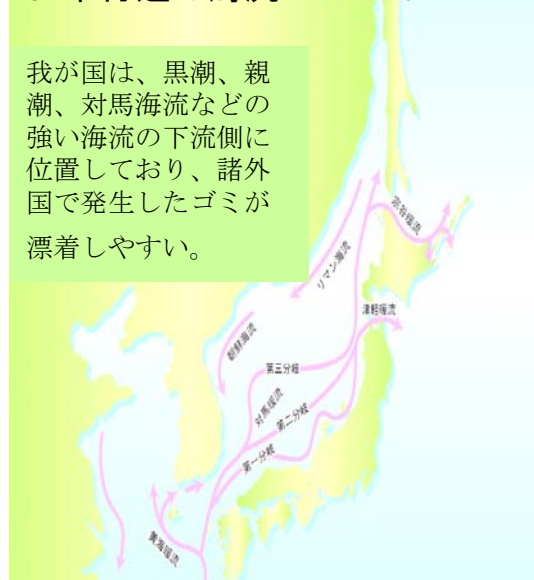 我が国は、黒潮、親
潮、対馬海流などの
強い海流の下流側に
位置しており、諸外
国で発生したゴミが
漂着しやすい。
宗谷暖流
リマン海流
津軽暖流
朝鮮海流
第三分岐
対馬暖流
第二分岐
第一分岐
黄海暖流